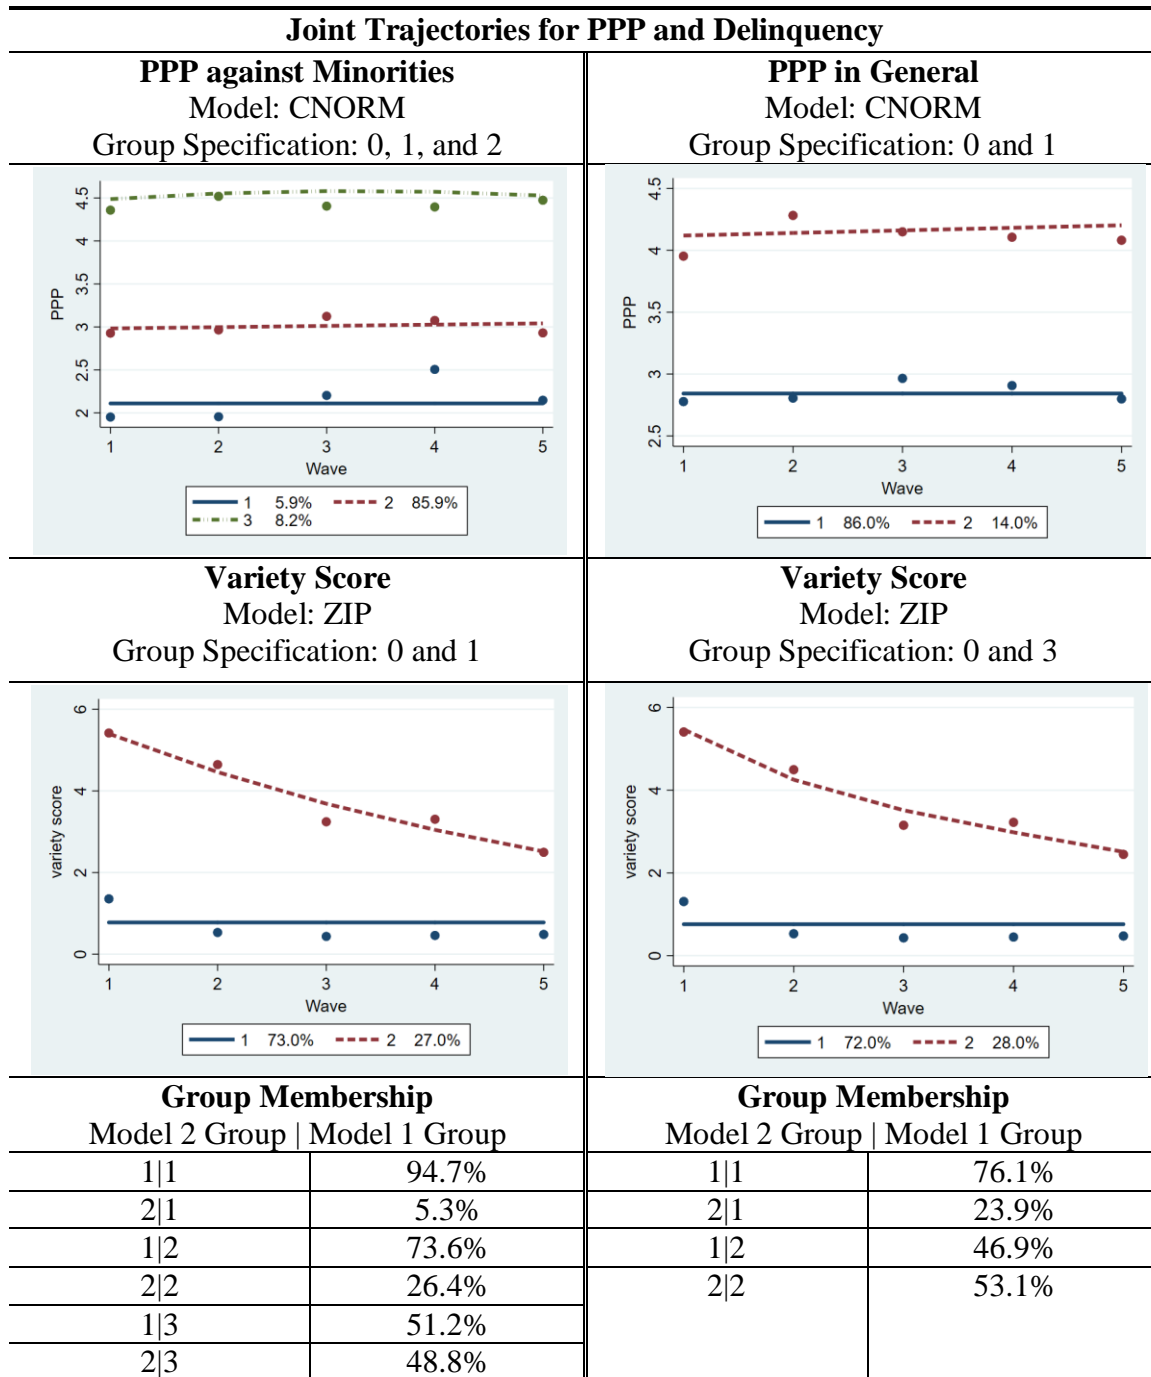 Joint Trajectories for PPP and Delinquency
PPP against Minorities
Model: CNORM
Group Specification: 0, 1, and 2
4.5
4
3.5
3
2.5
2
PPP
1 2 3 4 5
Wave
1 5.9% 2 85.9%
3 8.2%
PPP in General
Model: CNORM
Group Specification: 0 and 1
4.5
4
3.5
3
2.5
PPP
1 2 3 4 5
Wave
1 86.0% 2 14.0%
Variety Score
Model: ZIP
Group Specification: 0 and 1
6
4
2
0
variety score
1 2 3 4 5
Wave
1 73.0% 2 27.0%
Variety Score
Model: ZIP
Group Specification: 0 and 3
6
4
2
0
variety score
1 2 3 4 5
Wave
1 72.0% 2 28.0%
Group Membership
Model 2 Group | Model 1 Group
1|1 94.7%
2|1 5.3%
1|2 73.6%
2|2 26.4%
1|3 51.2%
2|3 48.8%
Group Membership
Model 2 Group | Model 1 Group
1|1 76.1%
2|1 23.9%
1|2 46.9%
2|2 53.1%